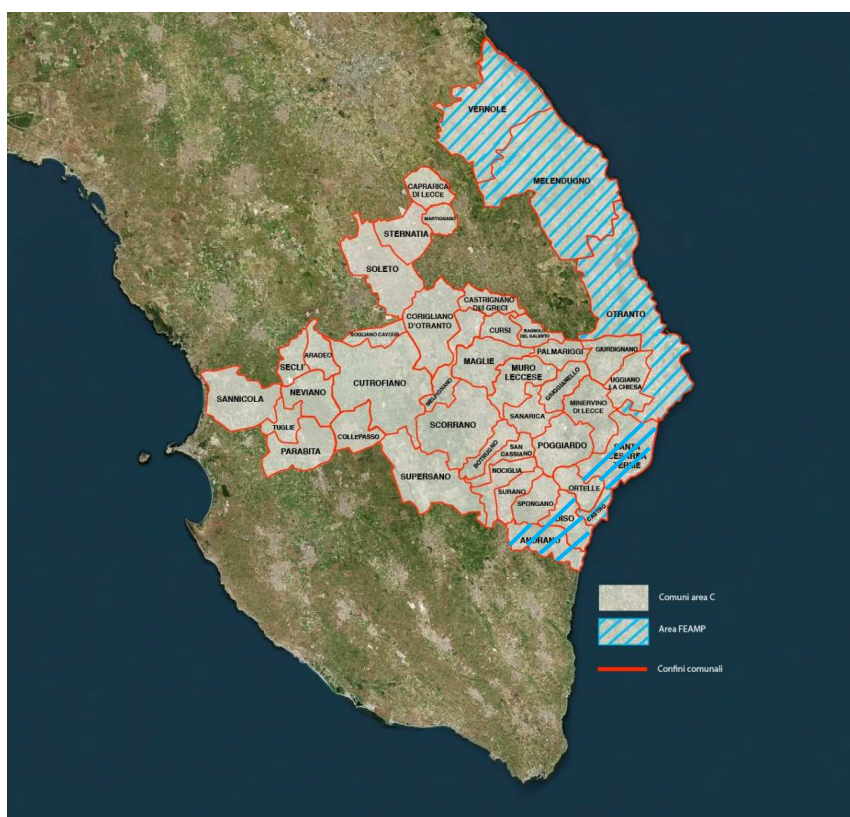 VERNOLE
MELENDUGNO
CAPRARICA
DI LECCE
MARTIGNANO
STERNATIA
SOLETO
CASTRIGNANO
DEI GRECI
OTRANTO
CORIGLIANO
D'OTRANTO
CURSI
BAGNOLO
DEL SALENTO
SOGLIANO CAVOUR
PALMARIGGI
GIURDIGNANO
SECLI'
ARADEO
MAGLIE
MURO
LECCESE
GIUGGIANELLO
UGGIANO
LA CHIESA
CUTROFIANO
MELPIGNANO
SANNICOLA
NEVIANO
MINERVINO
DI LECCE
SANARICA
TUGLIE
SCORRANO
COLLEPASSO
PARABITA
BOTRUGNO
SAN
CASSIANO
POGGIARDO
SANTA
CESAREA
TERME
SUPERSANO
NOCIGLIA
SURANO
ORTELLE
SPONGANO
DISO
CASTRO
ANDRANO
Comuni area C
Area FEAMP
Confini comunali